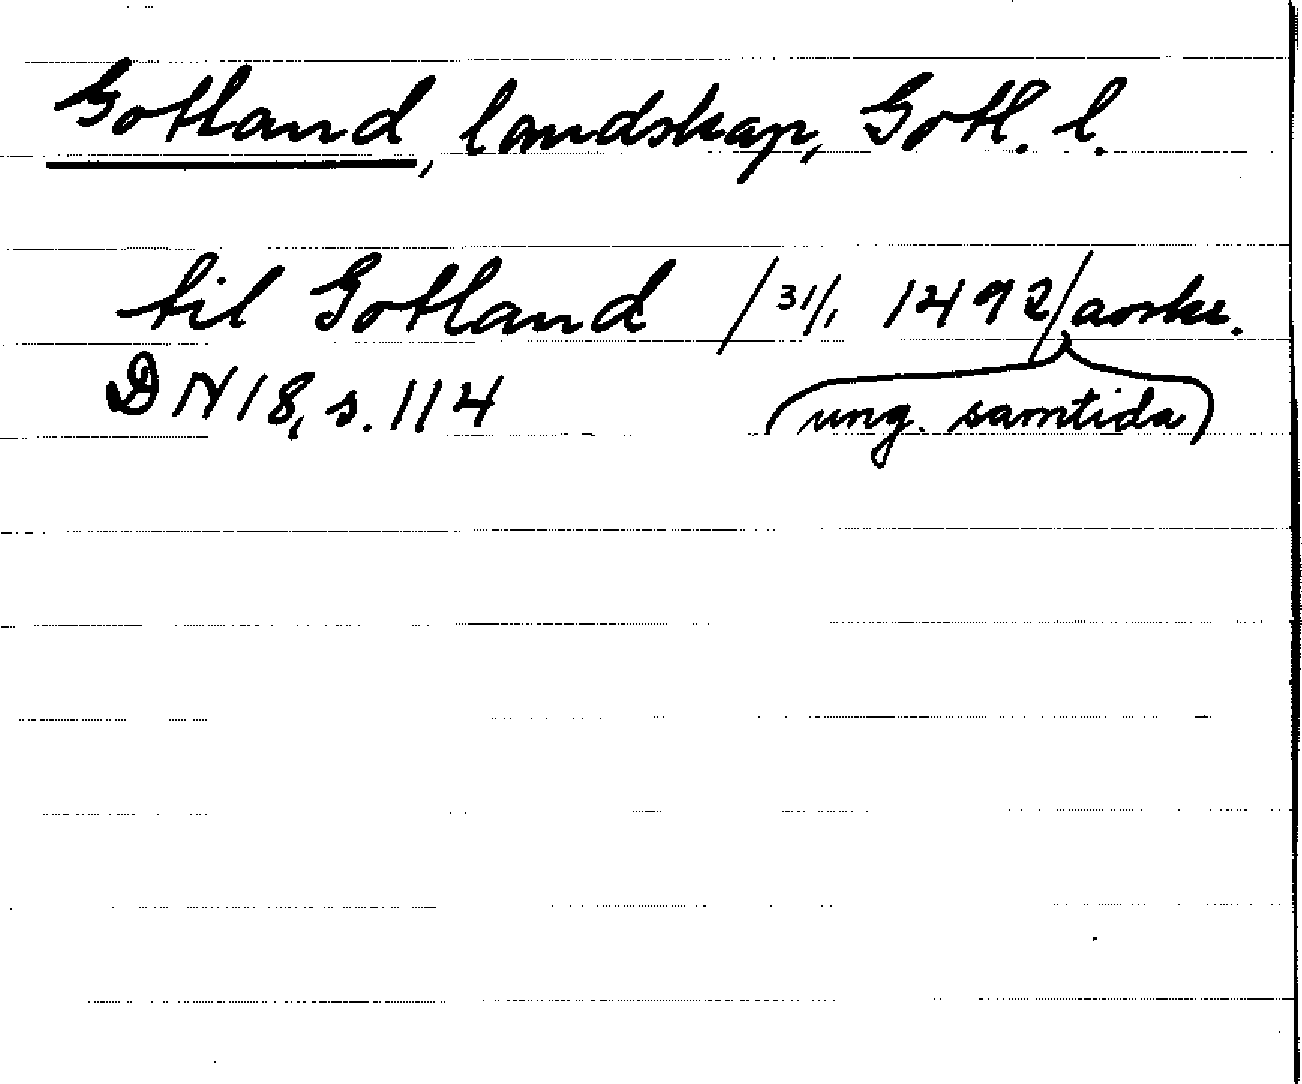 Gotland, landskap, Gotl. l.
til Gotland /31/1 1492/ avskr.
DN 18, s. 114 (ung. samtida)